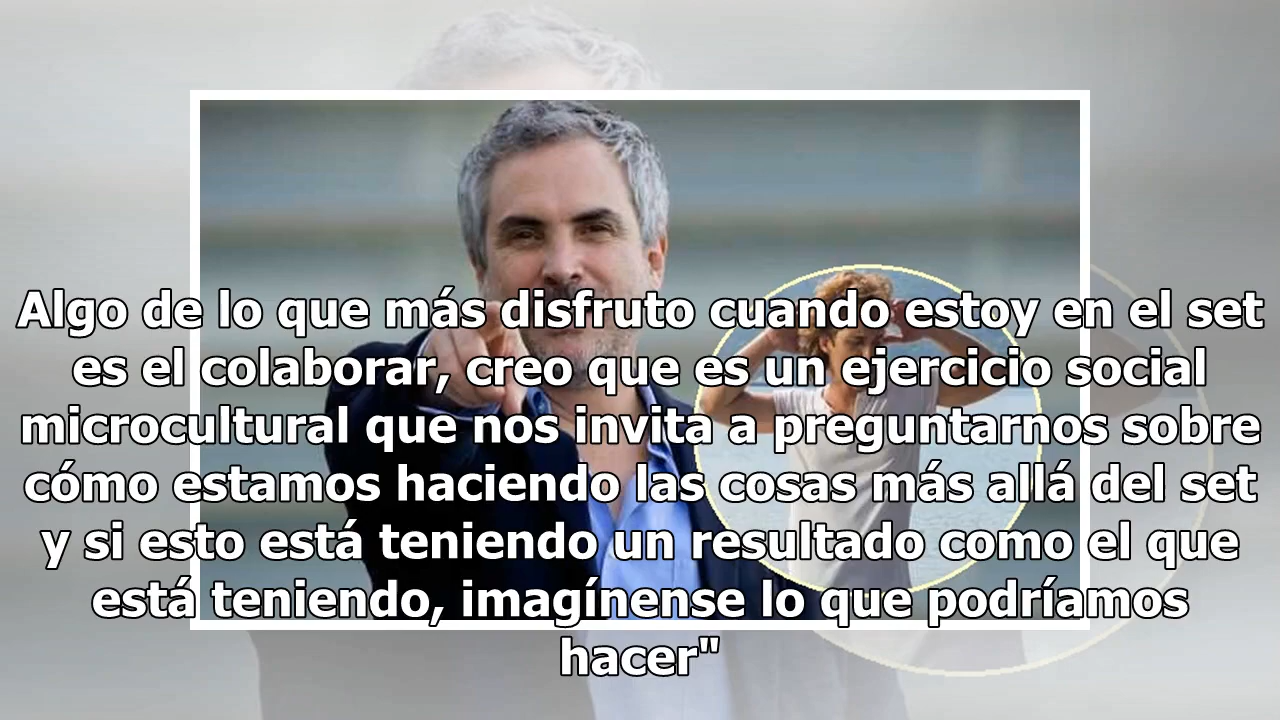 Algo de lo que más disfruto cuando estoy en el set
es el colaborar, creo que es un ejercicio social
microcultural que nos invita a preguntarnos sobre
cómo estamos haciendo las cosas más allá del set
y si esto está teniendo un resultado como el que
está teniendo, imagínense lo que podríamos
hacer"